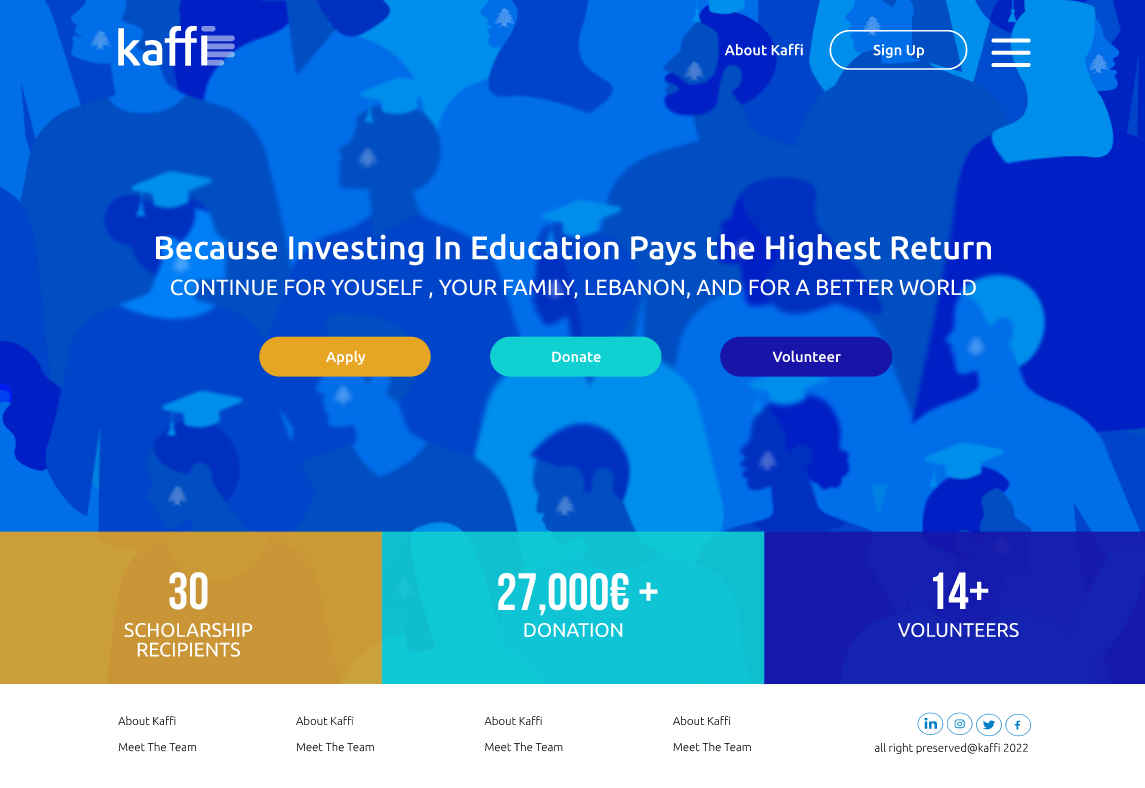 kaffi
About Kaffi
Sign Up
Because Investing In Education Pays the Highest Return
CONTINUE FOR YOUSELF , YOUR FAMILY, LEBANON, AND FOR A BETTER WORLD
Apply
Donate
Volunteer
30
SCHOLARSHIP
RECIPIENTS
27,000€ +
DONATION
14+
VOLUNTEERS
About Kaffi
Meet The Team
About Kaffi
Meet The Team
About Kaffi
Meet The Team
About Kaffi
Meet The Team
in
f
all right preserved@kaffi 2022